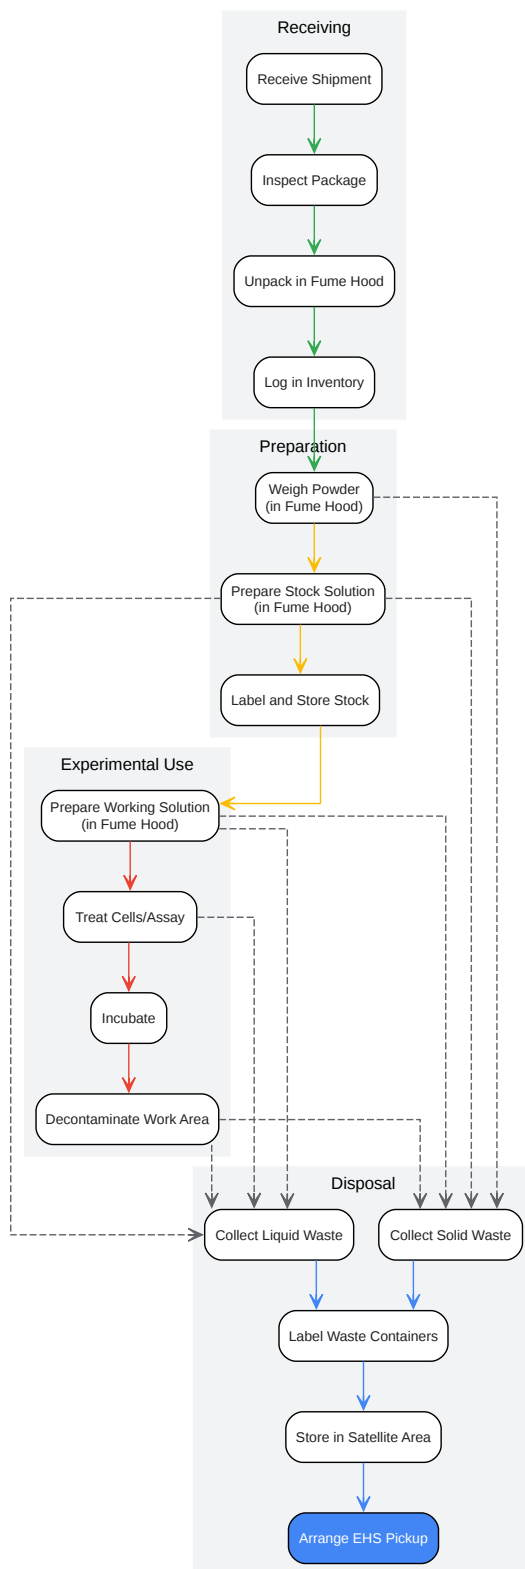 Receiving
Receive Shipment
Inspect Package
Unpack in Fume Hood
Log in Inventory
Preparation
Weigh Powder
(in Fume Hood)
Prepare Stock Solution
(in Fume Hood)
Label and Store Stock
Experimental Use
Prepare Working Solution
(in Fume Hood)
Treat Cells/Assay
Incubate
Decontaminate Work Area
Disposal
Collect Liquid Waste
Collect Solid Waste
Label Waste Containers
Store in Satellite Area
Arrange EHS Pickup